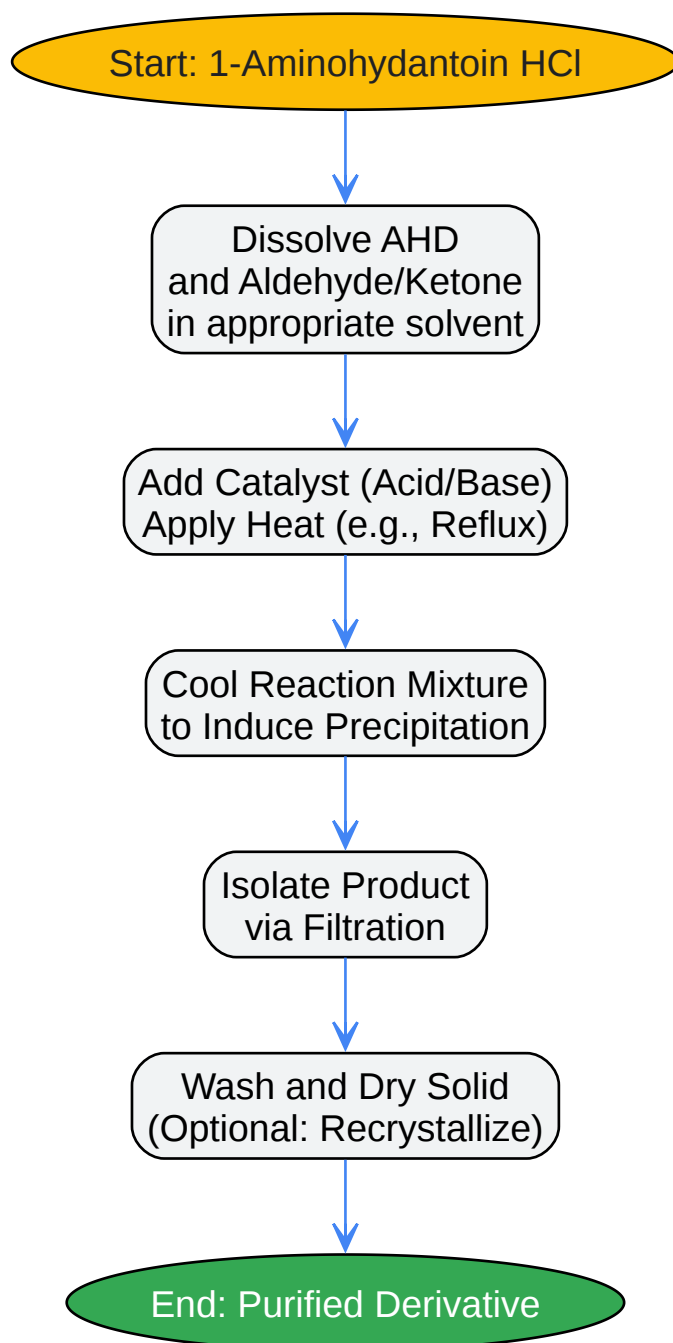 Start: 1-Aminohydantoin HCl
Dissolve AHD
and Aldehyde/Ketone
in appropriate solvent
Add Catalyst (Acid/Base)
Apply Heat (e.g., Reflux)
Cool Reaction Mixture
to Induce Precipitation
Isolate Product
via Filtration
Wash and Dry Solid
(Optional: Recrystallize)
End: Purified Derivative